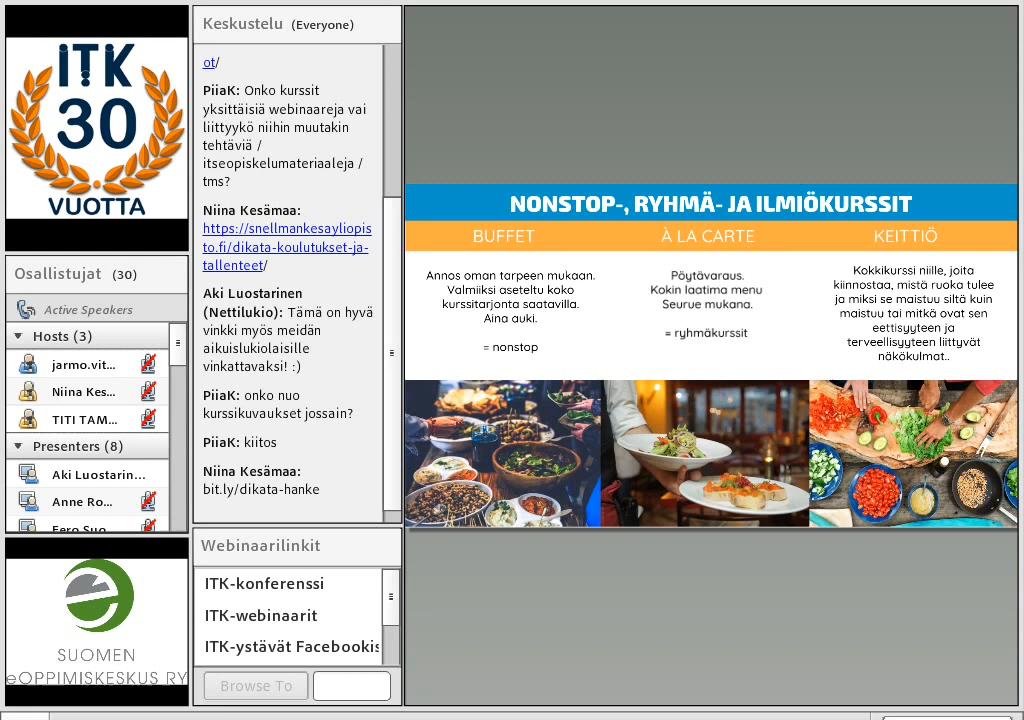 ITK
30
VUOTTA
Osallistujat (30)
Active Speakers
Hosts (3)
jarmo.vit...
Niina Kes...
TITI TAM...
Presenters (8)
Aki Luostarin...
Anne Ro...
Eero Suo...
SUOMEN
eOPPIMISKESKUS RY
Keskustelu (Everyone)
ot/
PiiaK: Onko kurssit
yksittäisiä webinaareja vai
liittyykö niihin muutakin
tehtäviä /
itseopiskelumateriaaleja /
tms?
Niina Kesämaa:
https://snellmankesayliopis
to.fi/dikata-koulutukset-ja-
tallenteet/
Aki Luostarinen
(Nettilukio): Tämä on hyvä
vinkki myös meidän
aikuislukiolaisille
vinkattavaksi! :)
PiiaK: onko nuo
kurssikuvaukset jossain?
PiiaK: kiitos
Niina Kesämaa:
bit.ly/dikata-hanke
Webinaarilinkit
ITK-konferenssi
ITK-webinaarit
ITK-ystävät Facebookis
Browse To
NONSTOP-, RYHMÄ- JA ILMIÖKURSSIT
BUFFET
Annos oman tarpeen mukaan.
Valmiiksi aseteltu koko
kurssitarjonta saatavilla.
Aina auki.
= nonstop
À LA CARTE
Pöytävaraus.
Kokin laatima menu
Seurue mukana.
= ryhmäkurssit
KEITTIÖ
Kokkikurssi niille, joita
kiinnostaa, mistä ruoka tulee
ja miksi se maistuu siltä kuin
maistuu tai mitkä ovat sen
eettisyyteen ja
terveellisyyteen liittyvät
näkökulmat..